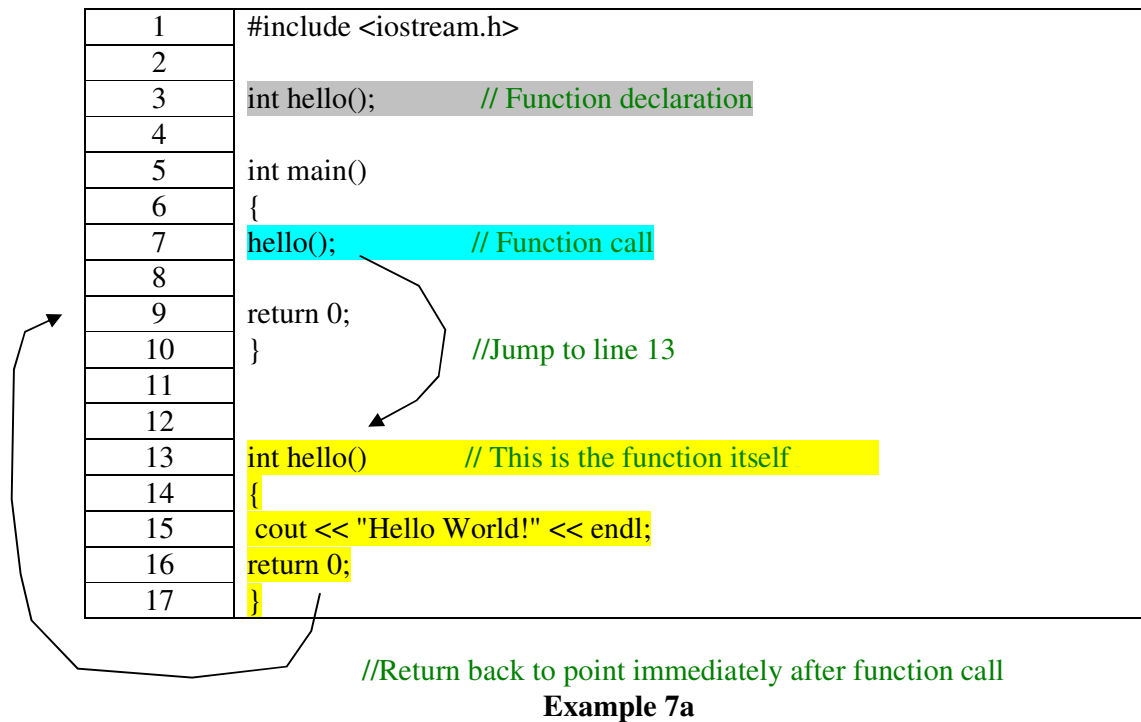 1 #include <iostream.h>
2
3 int hello(); // Function declaration
4
5 int main()
6 {
7 hello(); // Function call
8
9 return 0;
10 } //Jump to line 13
11
12
13 int hello() // This is the function itself
14 {
15 cout << "Hello World!" << endl;
16 return 0;
17 }
//Return back to point immediately after function call
Example 7a